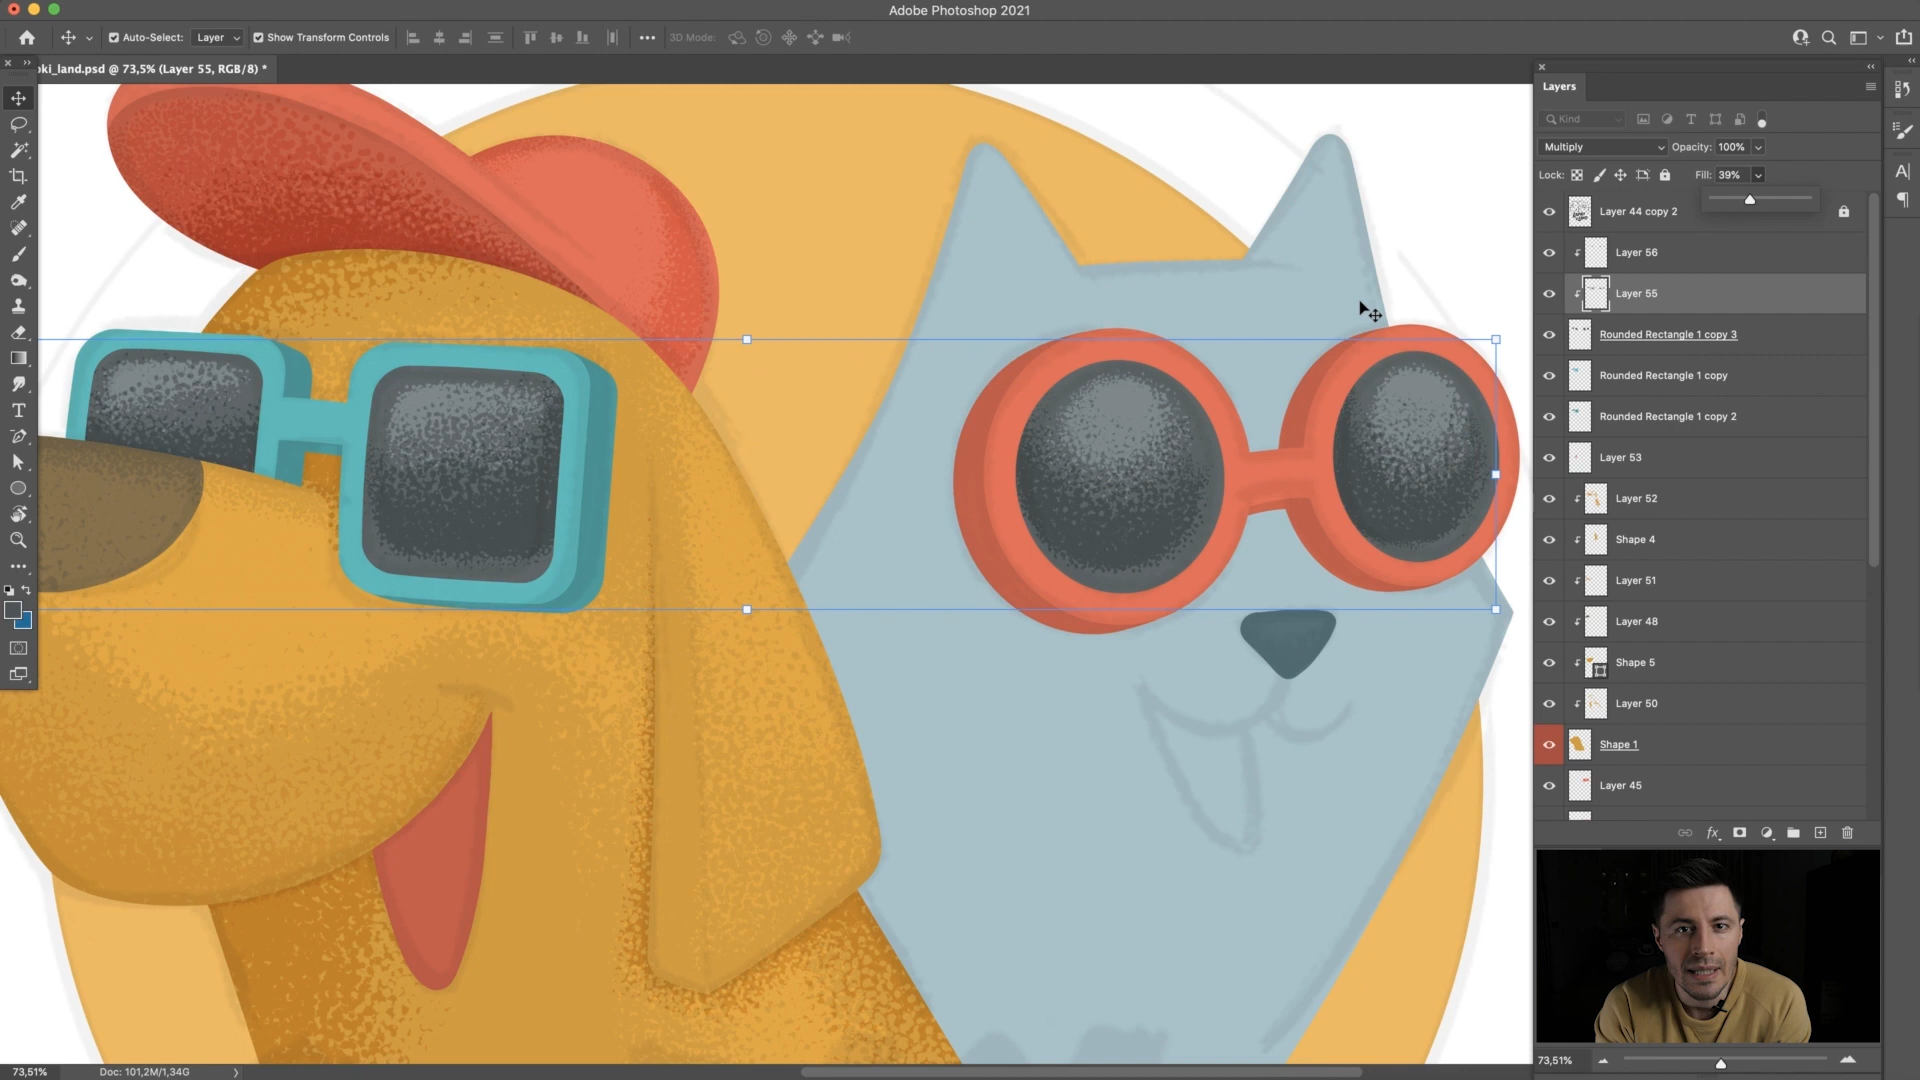 Adobe Photoshop 2021
Auto-Select: Layer Show Transform Controls 3D Mode:
oki_land.psd @ 73,5% (Layer 55, RGB/8) *
Layers
Kind
Multiply Opacity: 100%
Lock: Fill: 39%
Layer 44 copy 2
Layer 56
Layer 55
Rounded Rectangle 1 copy 3
Rounded Rectangle 1 copy
Rounded Rectangle 1 copy 2
Layer 53
Layer 52
Shape 4
Layer 51
Layer 48
Shape 5
Layer 50
Shape 1
Layer 45
fx
73,51%
73,51% Doc: 101,2M/1,34G